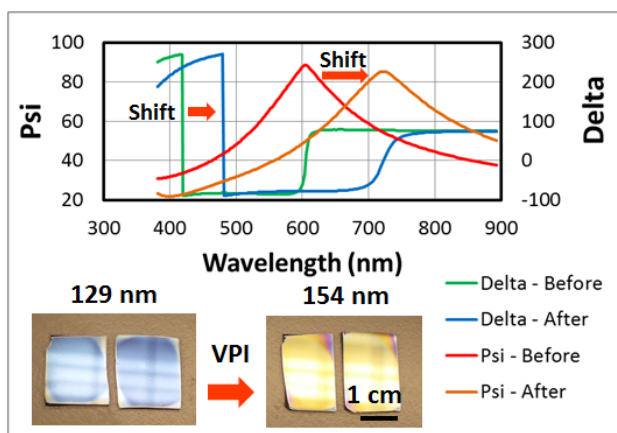 100
80
60
40
20
Psi
300
200
100
0
-100
Delta
Shift
Shift
300 400 500 600 700 800 900
Wavelength (nm)
129 nm
154 nm
VPI
1 cm
Delta - Before
Delta - After
Psi - Before
Psi - After